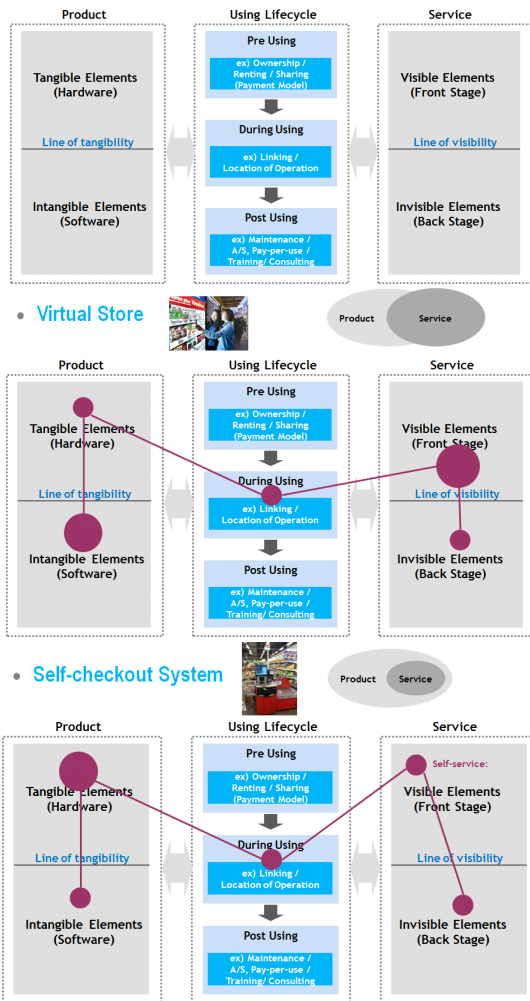 Product
Using Lifecycle
Service
Tangible Elements
(Hardware)
Line of tangibility
Intangible Elements
(Software)
Pre Using
ex) Ownership /
Renting / Sharing
(Payment Model)
During Using
ex) Linking /
Location of Operation
Post Using
ex) Maintenance /
A/S, Pay-per-use /
Training/ Consulting
Visible Elements
(Front Stage)
Line of visibility
Invisible Elements
(Back Stage)
• Virtual Store
Product
Service
Product
Using Lifecycle
Service
Tangible Elements
(Hardware)
Line of tangibility
Intangible Elements
(Software)
Pre Using
ex) Ownership /
Renting / Sharing
(Payment Model)
During Using
ex) Linking /
Location of Operation
Post Using
ex) Maintenance /
A/S, Pay-per-use /
Training/ Consulting
Visible Elements
(Front Stage)
Line of visibility
Invisible Elements
(Back Stage)
• Self-checkout System
Product
Service
Product
Using Lifecycle
Service
Tangible Elements
(Hardware)
Line of tangibility
Intangible Elements
(Software)
Pre Using
ex) Ownership /
Renting / Sharing
(Payment Model)
During Using
ex) Linking /
Location of Operation
Post Using
ex) Maintenance /
A/S, Pay-per-use /
Training/ Consulting
Self-service:
Visible Elements
(Front Stage)
Line of visibility
Invisible Elements
(Back Stage)